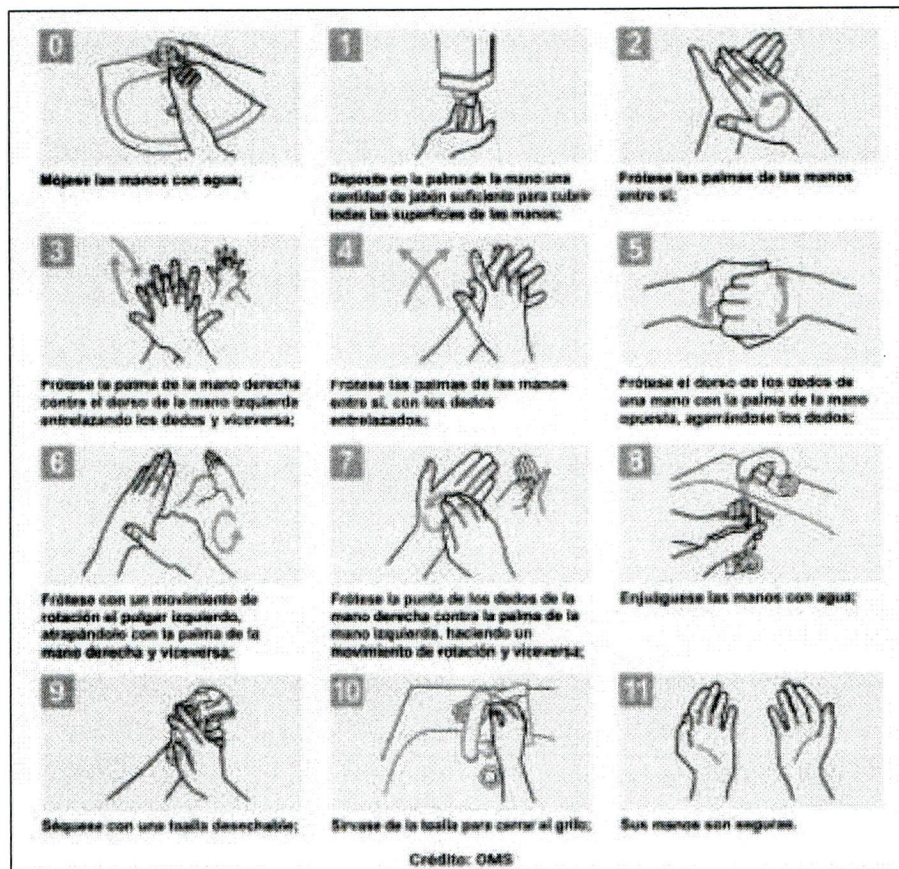 0
Mójese las manos con agua;
1
Deposite en la palma de la mano una
cantidad de jabón suficiente para cubrir
todas las superficies de las manos;
2
Frótese las palmas de las manos
entre sí;
3
Frótese la palma de la mano derecha
contra el dorso de la mano izquierda
entrelazando los dedos y viceversa;
4
Frótese las palmas de las manos
entre sí, con los dedos
entrelazados;
5
Frótese el dorso de los dedos de
una mano con la palma de la mano
opuesta, agarrándose los dedos;
6
Frótese con un movimiento de
rotación el pulgar izquierdo,
atrapándolo con la palma de la
mano derecha y viceversa;
7
Frótese la punta de los dedos de la
mano derecha contra la palma de la
mano izquierda, haciendo un
movimiento de rotación y viceversa;
8
Enjuáguese las manos con agua;
9
Séquese con una toalla desechable;
10
Sírvase de la toalla para cerrar el grifo;
11
Sus manos son seguras.
Crédito: OMS